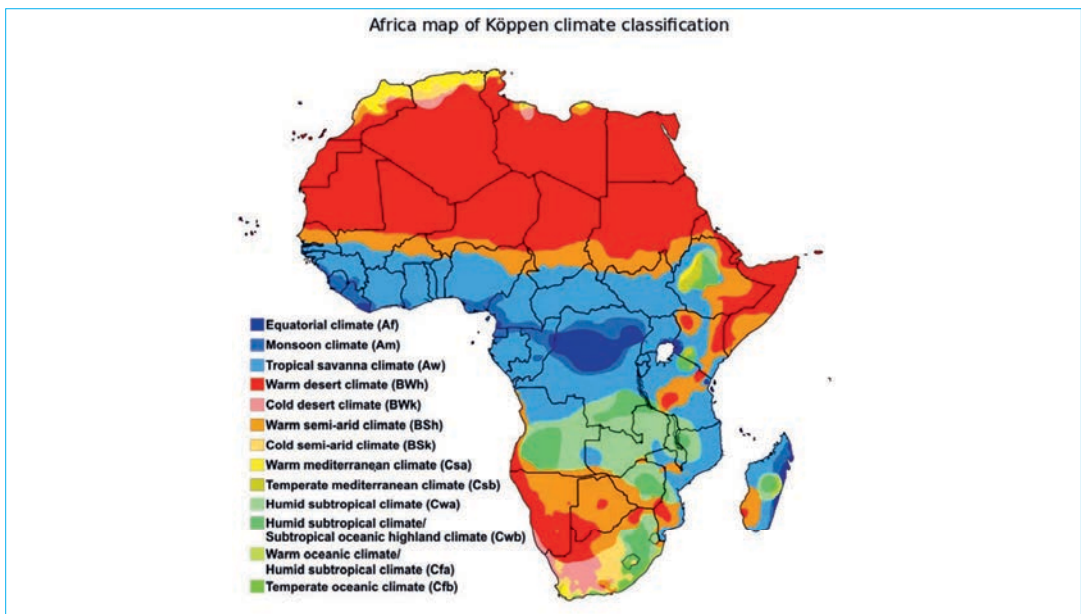 Africa map of Köppen climate classification
Equatorial climate (Af)
Monsoon climate (Am)
Tropical savanna climate (Aw)
Warm desert climate (BWh)
Cold desert climate (BWk)
Warm semi-arid climate (BSh)
Cold semi-arid climate (BSk)
Warm mediterranean climate (Csa)
Temperate mediterranean climate (Csb)
Humid subtropical climate (Cwa)
Humid subtropical climate/
Subtropical oceanic highland climate (Cwb)
Warm oceanic climate/
Humid subtropical climate (Cfa)
Temperate oceanic climate (Cfb)